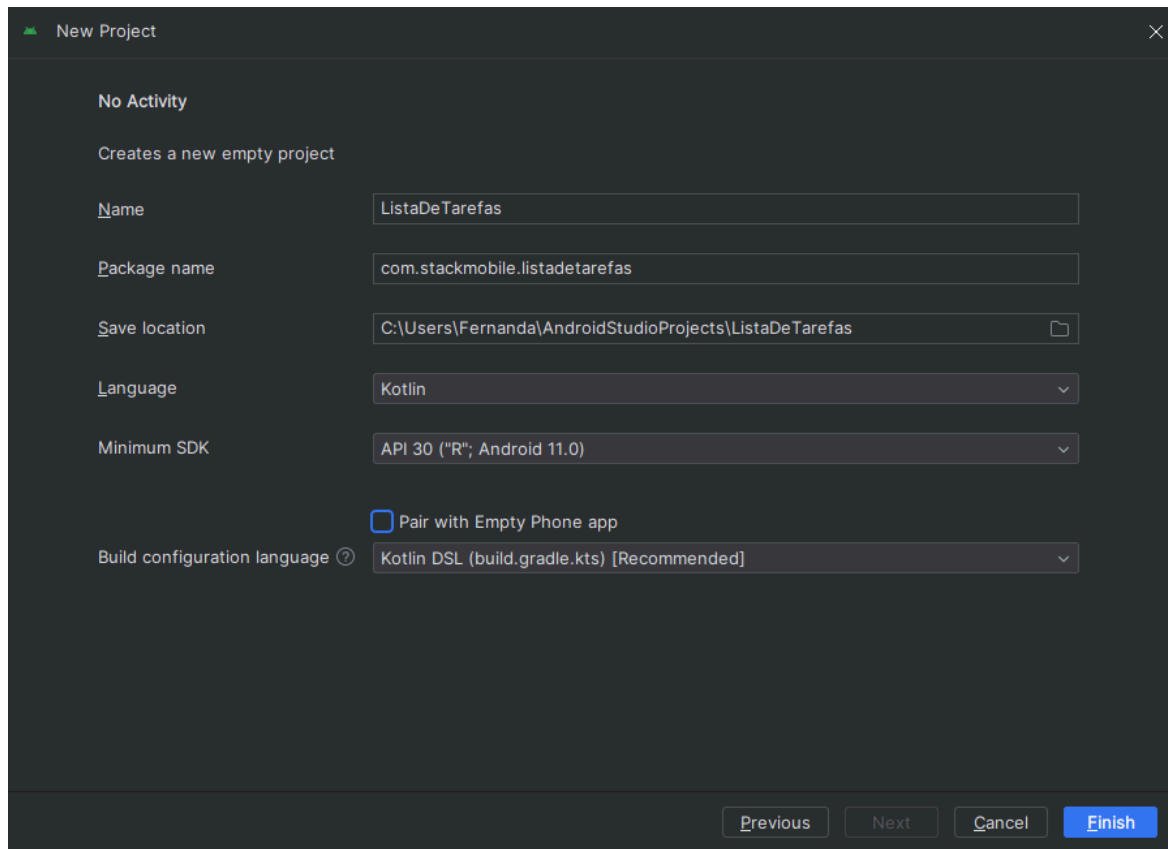 New Project
No Activity
Creates a new empty project
Name ListaDeTarefas
Package name com.stackmobile.listadetarefas
Save location C:\Users\Fernanda\AndroidStudioProjects\ListaDeTarefas
Language Kotlin
Minimum SDK API 30 ("R"; Android 11.0)
Pair with Empty Phone app
Build configuration language ? Kotlin DSL (build.gradle.kts) [Recommended]
Previous Next Cancel Finish